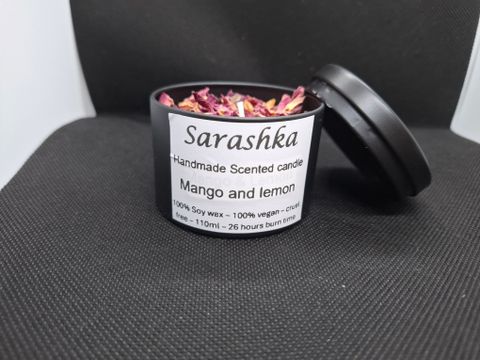 Sarashka
Handmade Scented candle
Mango and lemon
100% Soy wax – 100% vegan – cruel
free – 110ml – 26 hours burn time